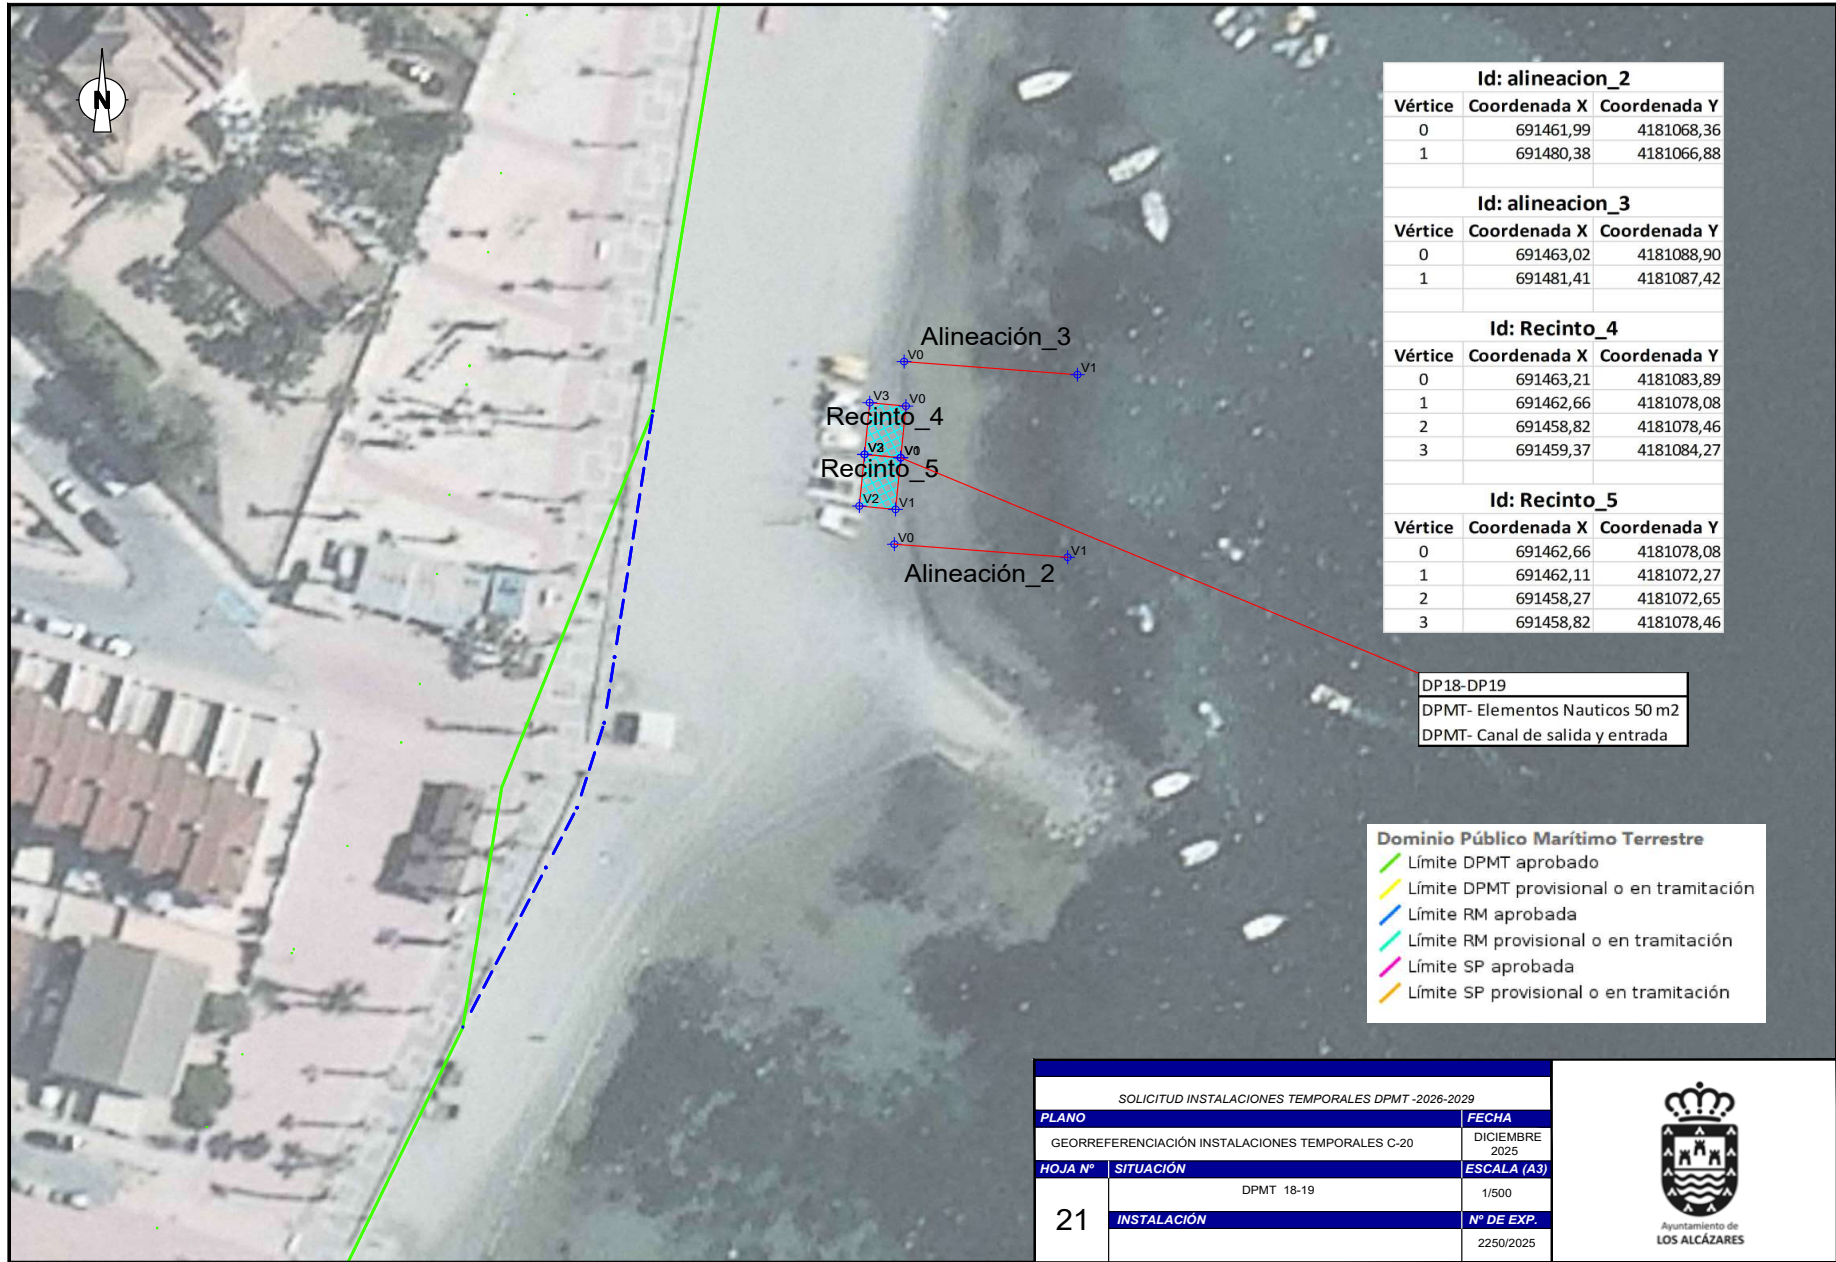 N
Id: alineacion_2
Vértice Coordenada X Coordenada Y
0 691461,99 4181068,36
1 691480,38 4181066,88
Id: alineacion_3
Vértice Coordenada X Coordenada Y
0 691463,02 4181088,90
1 691481,41 4181087,42
Id: Recinto_4
Vértice Coordenada X Coordenada Y
0 691463,21 4181083,89
1 691462,66 4181078,08
2 691458,82 4181078,46
3 691459,37 4181084,27
Id: Recinto_5
Vértice Coordenada X Coordenada Y
0 691462,66 4181078,08
1 691462,11 4181072,27
2 691458,27 4181072,65
3 691458,82 4181078,46
Alineación_3
V0
V1
V3 V0
Recinto_4
Recinto_5
V2 V1
V0
V1
Alineación_2
DP18-DP19
DPMT- Elementos Nauticos 50 m2
DPMT- Canal de salida y entrada
Dominio Público Marítimo Terrestre
Límite DPMT aprobado
Límite DPMT provisional o en tramitación
Límite RM aprobada
Límite RM provisional o en tramitación
Límite SP aprobada
Límite SP provisional o en tramitación
SOLICITUD INSTALACIONES TEMPORALES DPMT -2026-2029
PLANO FECHA
GEORREFERENCIACIÓN INSTALACIONES TEMPORALES C-20 DICIEMBRE
2025
HOJA Nº SITUACIÓN ESCALA (A3)
DPMT 18-19 1/500
21 INSTALACIÓN Nº DE EXP.
2250/2025
Ayuntamiento de
LOS ALCÁZARES